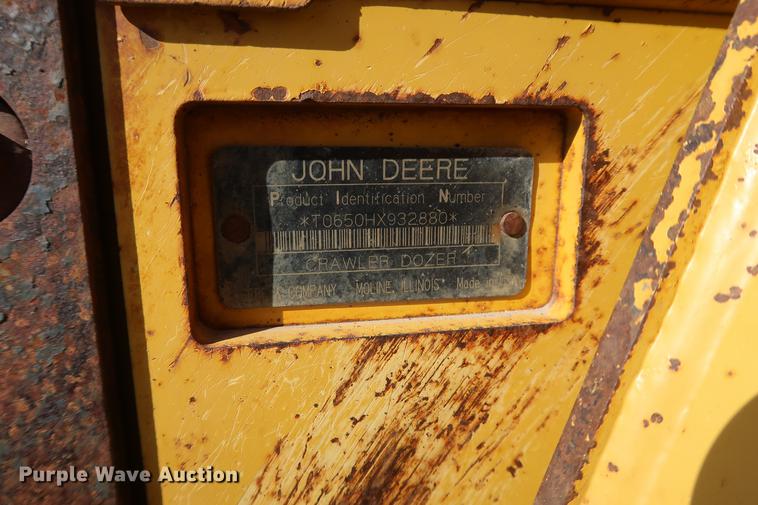 JOHN DEERE
Product Identification Number
*T0650HX932880*
CRAWLER DOZER
COMPANY MOLINE, ILLINOIS Made in
Purple Wave Auction